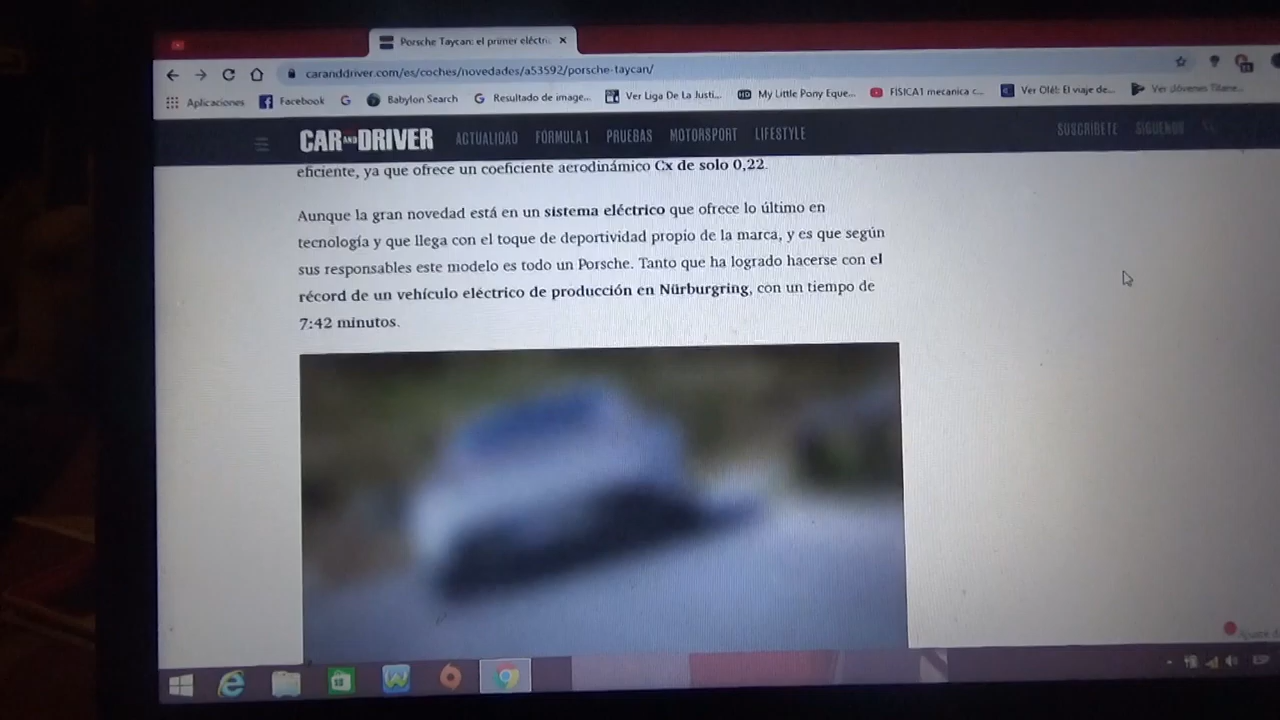 Porsche Taycan: el primer eléctri
caranddriver.com/es/coches/novedades/a53592/porsche-taycan/
Aplicaciones Facebook Babylon Search Resultado de image... Ver Liga De La Justi... My Little Pony Eque... FÍSICA1 mecanica c... Ver Olé!: El viaje de... Ver Jóvenes Titane...
CAR AND DRIVER ACTUALIDAD FÓRMULA 1 PRUEBAS MOTORSPORT LIFESTYLE SUSCRÍBETE SÍGUENOS
eficiente, ya que ofrece un coeficiente aerodinámico Cx de solo 0,22.
Aunque la gran novedad está en un sistema eléctrico que ofrece lo último en
tecnología y que llega con el toque de deportividad propio de la marca, y es que según
sus responsables este modelo es todo un Porsche. Tanto que ha logrado hacerse con el
récord de un vehículo eléctrico de producción en Nürburgring, con un tiempo de
7:42 minutos.